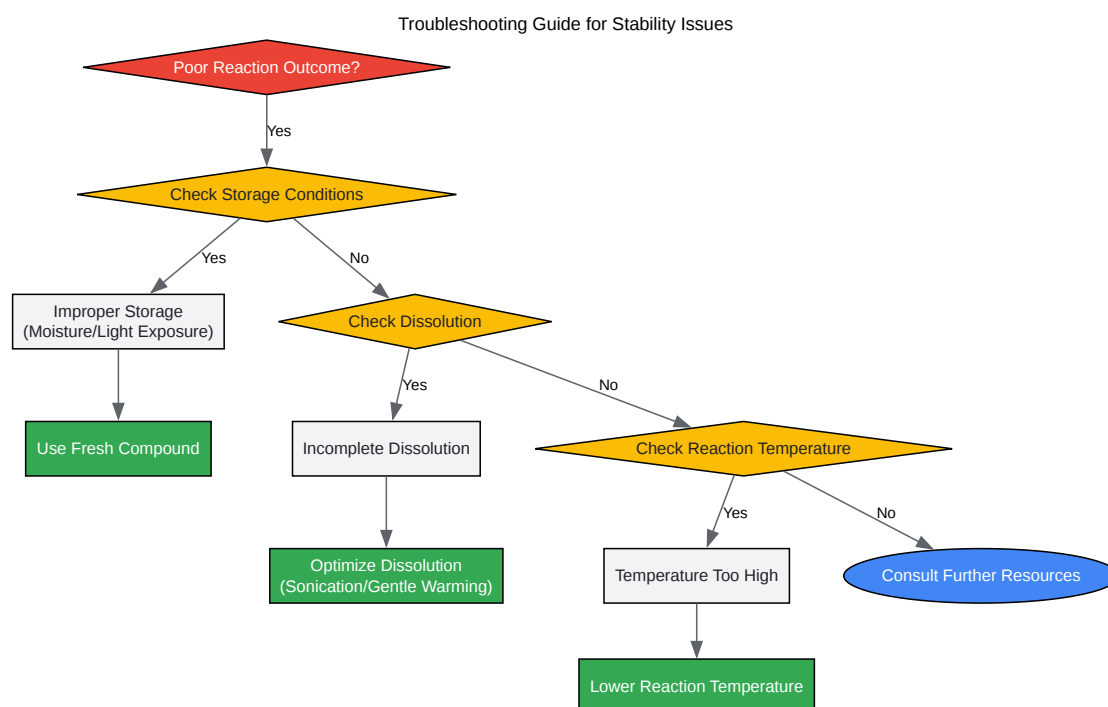 Troubleshooting Guide for Stability Issues
Poor Reaction Outcome?
Yes
Check Storage Conditions
Yes
No
Improper Storage
(Moisture/Light Exposure)
Check Dissolution
Use Fresh Compound
Yes
No
Incomplete Dissolution
Check Reaction Temperature
Optimize Dissolution
(Sonication/Gentle Warming)
Yes
No
Temperature Too High
Consult Further Resources
Lower Reaction Temperature